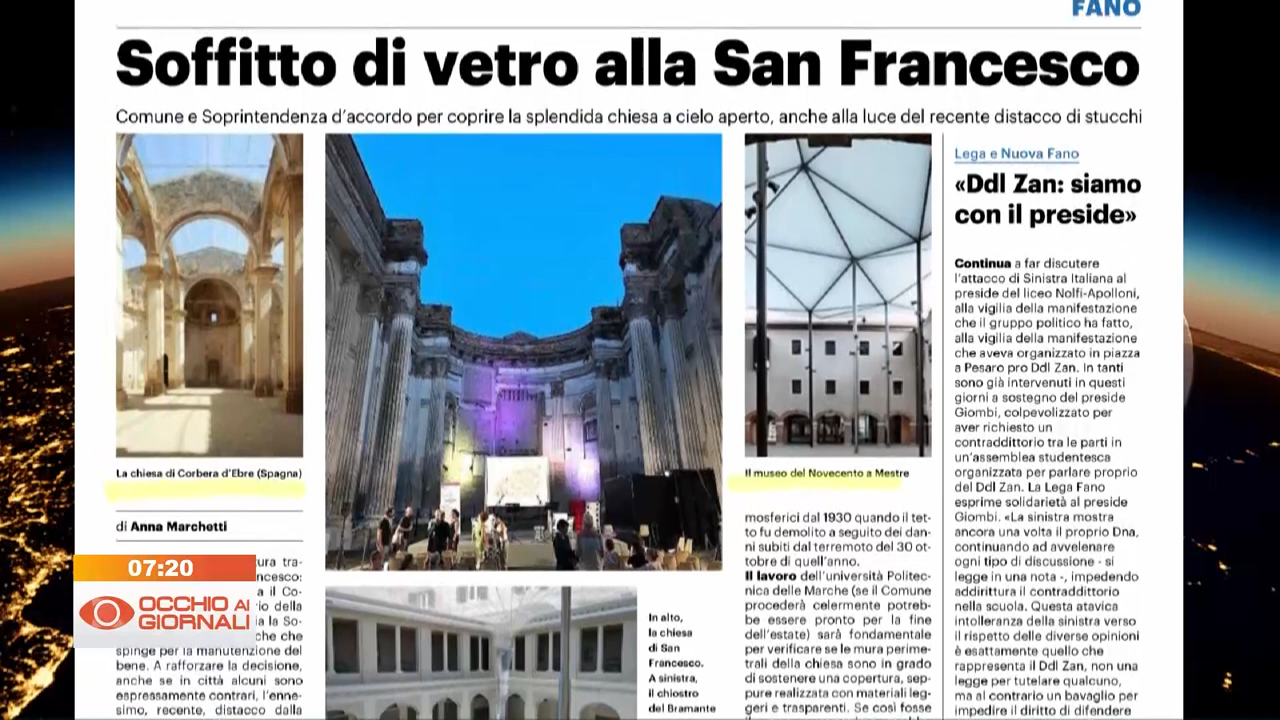 FANO
Soffitto di vetro alla San Francesco
Comune e Soprintendenza d'accordo per coprire la splendida chiesa a cielo aperto, anche alla luce del recente distacco di stucchi
La chiesa di Corbera d'Ebre (Spagna)
di Anna Marchetti
ura tra-
ncesco:
a il Co-
io della
ia la So-
che che
spinge per la manutenzione del
bene. A rafforzare la decisione,
anche se in città alcuni sono
espressamente contrari, l'enne-
simo, recente, distacco dalla
In alto,
la chiesa
di San
Francesco.
A sinistra,
il chiostro
del Bramante
Il museo del Novecento a Mestre
mosferici dal 1930 quando il tet-
to fu demolito a seguito dei dan-
ni subiti dal terremoto del 30 ot-
tobre di quell'anno.
Il lavoro dell'università Politec-
nica delle Marche (se il Comune
procederà celermente potreb-
be essere pronto per la fine
dell'estate) sarà fondamentale
per verificare se le mura perime-
trali della chiesa sono in grado
di sostenere una copertura, sep-
pure realizzata con materiali leg-
geri e trasparenti. Se così fosse
Lega e Nuova Fano
«Ddl Zan: siamo
con il preside»
Continua a far discutere
l'attacco di Sinistra Italiana al
preside del liceo Nolfi-Apolloni,
alla vigilia della manifestazione
che il gruppo politico ha fatto,
alla vigilia della manifestazione
che aveva organizzato in piazza
a Pesaro pro Ddl Zan. In tanti
sono già intervenuti in questi
giorni a sostegno del preside
Giombi, colpevolizzato per
aver richiesto un
contraddittorio tra le parti in
un'assemblea studentesca
organizzata per parlare proprio
del Ddl Zan. La Lega Fano
esprime solidarietà al preside
Giombi. «La sinistra mostra
ancora una volta il proprio Dna,
continuando ad avvelenare
ogni tipo di discussione - si
legge in una nota -, impedendo
addirittura il contraddittorio
nella scuola. Questa atavica
intolleranza della sinistra verso
il rispetto delle diverse opinioni
è esattamente quello che
rappresenta il Ddl Zan, non una
legge per tutelare qualcuno,
ma al contrario un bavaglio per
impedire il diritto di difendere
07:20
OCCHIO AI
GIORNALI